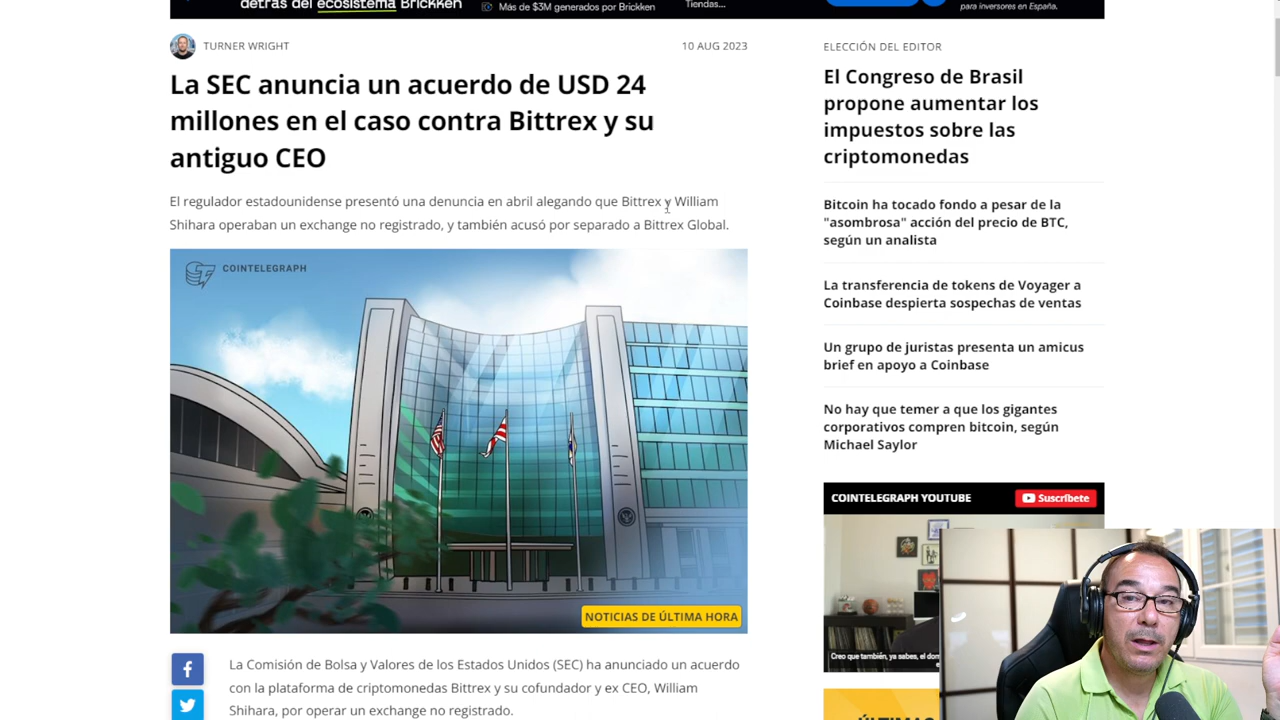 detrás del ecosistema Brickken
Más de $3M generados por Brickken
Tiendas...
para inversores en España.
TURNER WRIGHT
10 AUG 2023
La SEC anuncia un acuerdo de USD 24
millones en el caso contra Bittrex y su
antiguo CEO
El regulador estadounidense presentó una denuncia en abril alegando que Bittrex y William
Shihara operaban un exchange no registrado, y también acusó por separado a Bittrex Global.
COINTELEGRAPH
NOTICIAS DE ÚLTIMA HORA
La Comisión de Bolsa y Valores de los Estados Unidos (SEC) ha anunciado un acuerdo
con la plataforma de criptomonedas Bittrex y su cofundador y ex CEO, William
Shihara, por operar un exchange no registrado.
ELECCIÓN DEL EDITOR
El Congreso de Brasil
propone aumentar los
impuestos sobre las
criptomonedas
Bitcoin ha tocado fondo a pesar de la
"asombrosa" acción del precio de BTC,
según un analista
La transferencia de tokens de Voyager a
Coinbase despierta sospechas de ventas
Un grupo de juristas presenta un amicus
brief en apoyo a Coinbase
No hay que temer a que los gigantes
corporativos compren bitcoin, según
Michael Saylor
COINTELEGRAPH YOUTUBE
Suscríbete
Creo que también, ya sabes, el